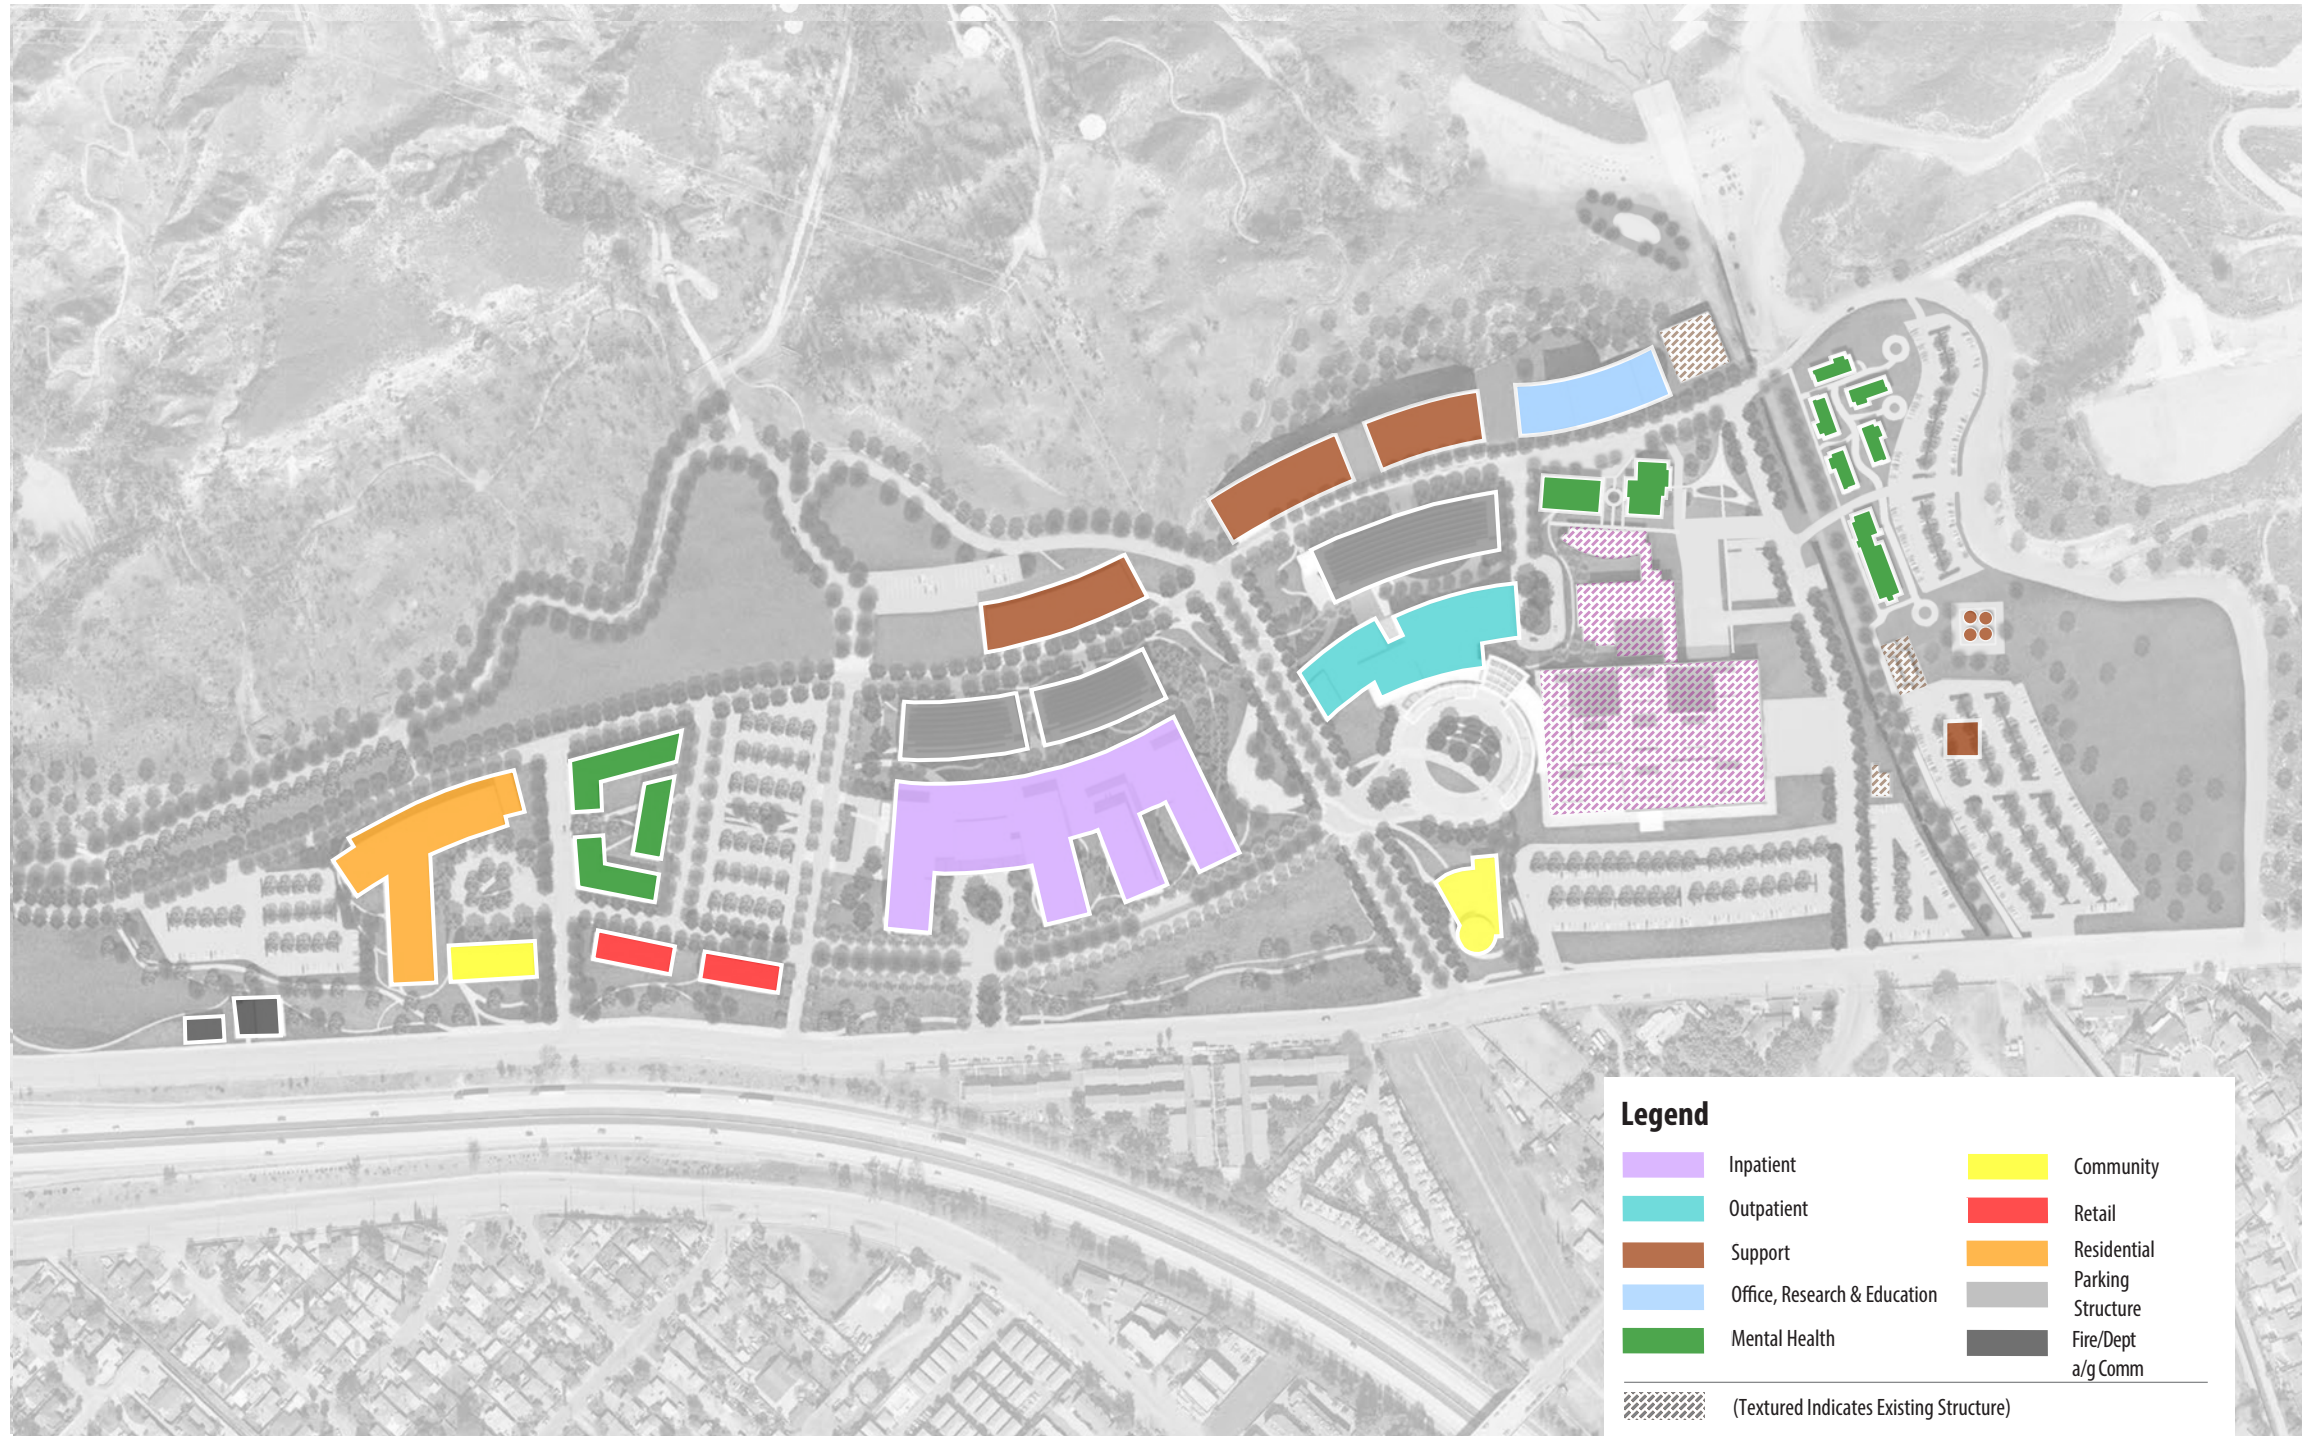 Legend
Inpatient
Outpatient
Support
Office, Research & Education
Mental Health
Community
Retail
Residential
Parking
Structure
Fire/Dept
a/g Comm
(Textured Indicates Existing Structure)